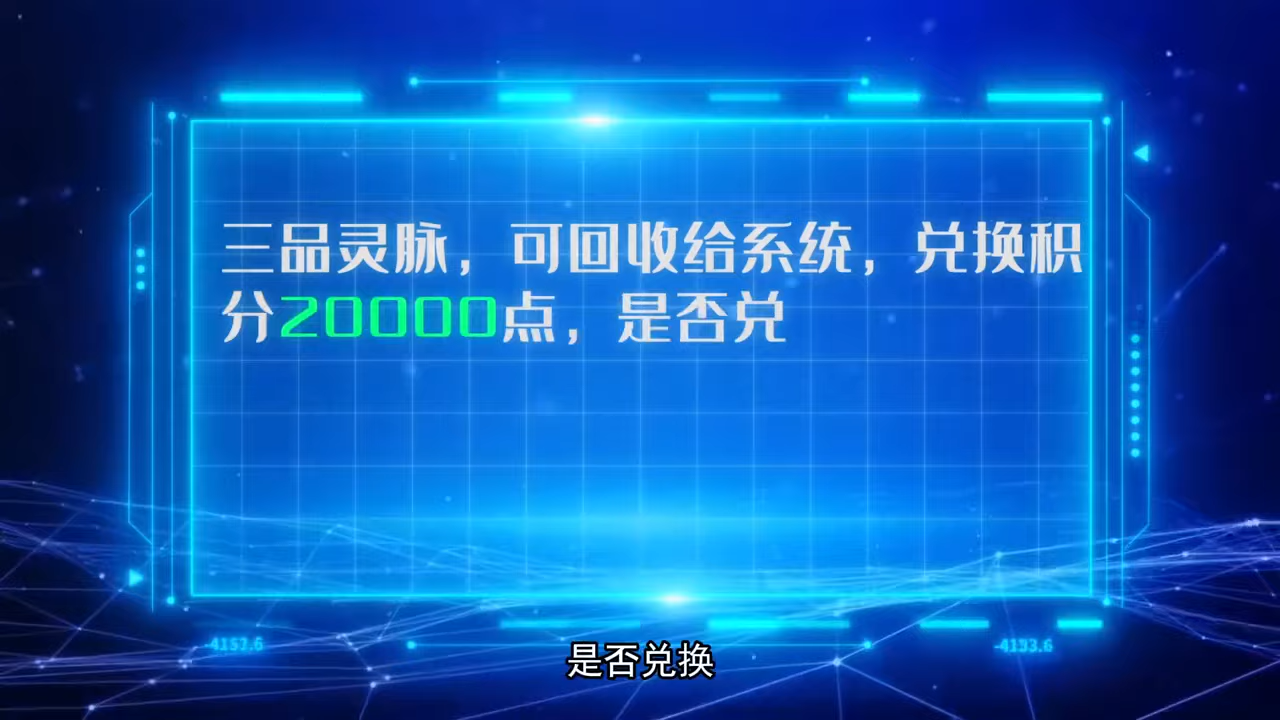 三品灵脉，可回收给系统，兑换积
分20000点，是否兑
-4157.6
-4133.6
是否兑换